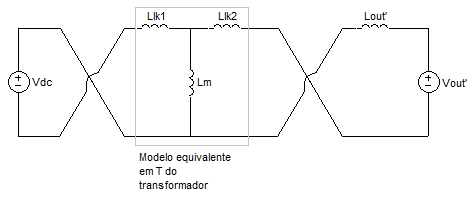 Llk1
Llk2
Lout'
Vdc
Lm
Vout'
Modelo equivalente
em T do
transformador